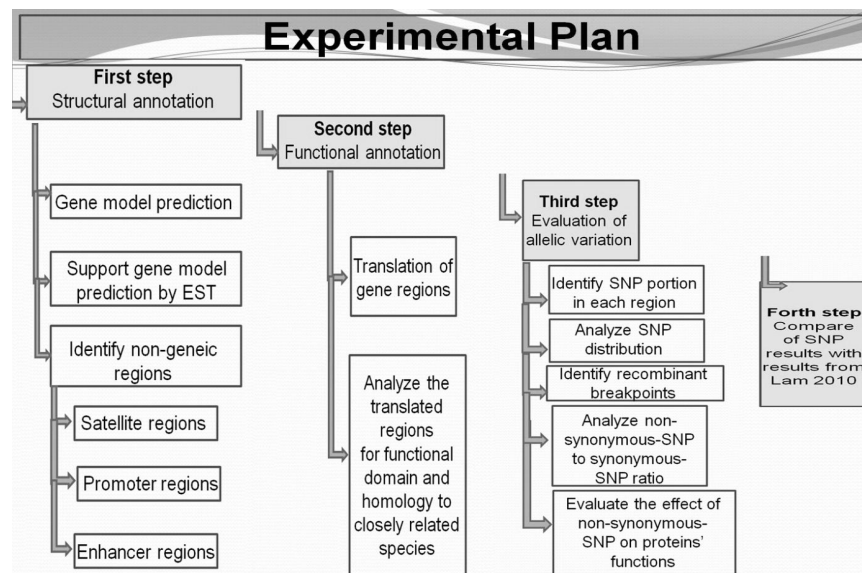 Experimental Plan
First step
Structural annotation
Gene model prediction
Support gene model
prediction by EST
Identify non-geneic
regions
Satellite regions
Promoter regions
Enhancer regions
Second step
Functional annotation
Translation of
gene regions
Analyze the
translated
regions
for functional
domain and
homology to
closely related
species
Third step
Evaluation of
allelic variation
Identify SNP portion
in each region
Analyze SNP
distribution
Identify recombinant
breakpoints
Analyze non-
synonymous-SNP
to synonymous-
SNP ratio
Evaluate the effect of
non-synonymous-
SNP on proteins'
functions
Forth step
Compare
of SNP
results with
results from
Lam 2010